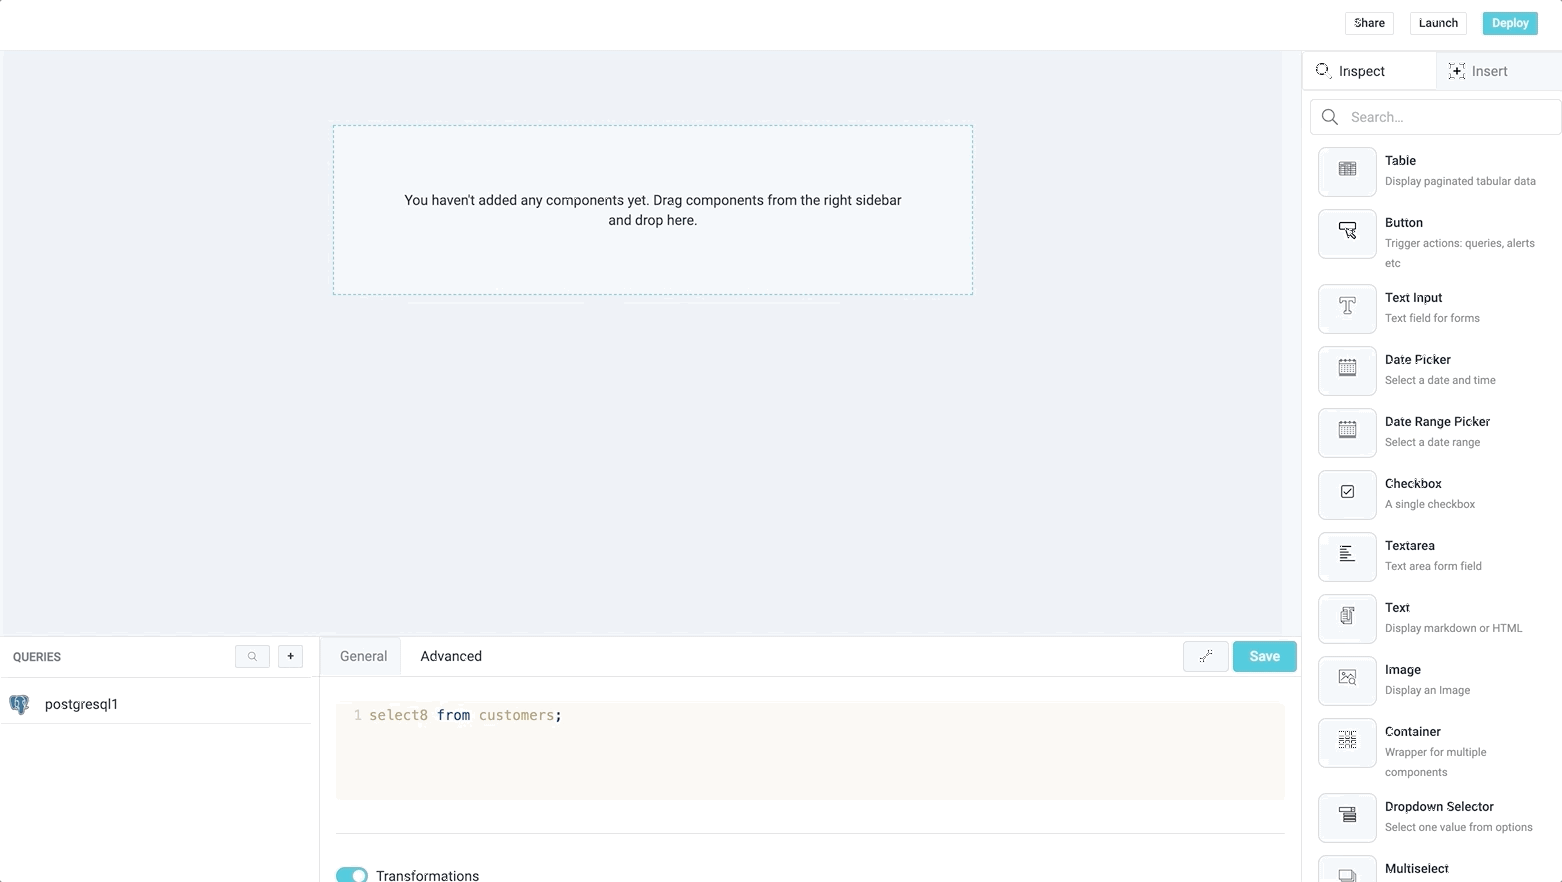 Share
Launch
Deploy
Inspect
Insert
Search...
You haven't added any components yet. Drag components from the right sidebar
and drop here.
Table
Display paginated tabular data
Button
Trigger actions: queries, alerts
etc
Text Input
Text field for forms
Date Picker
Select a date and time
Date Range Picker
Select a date range
Checkbox
A single checkbox
Textarea
Text area form field
Text
Display markdown or HTML
Image
Display an Image
Container
Wrapper for multiple
components
Dropdown Selector
Select one value from options
Multiselect
QUERIES
+
postgresql1
General
Advanced
Save
1 select8 from customers;
Transformations